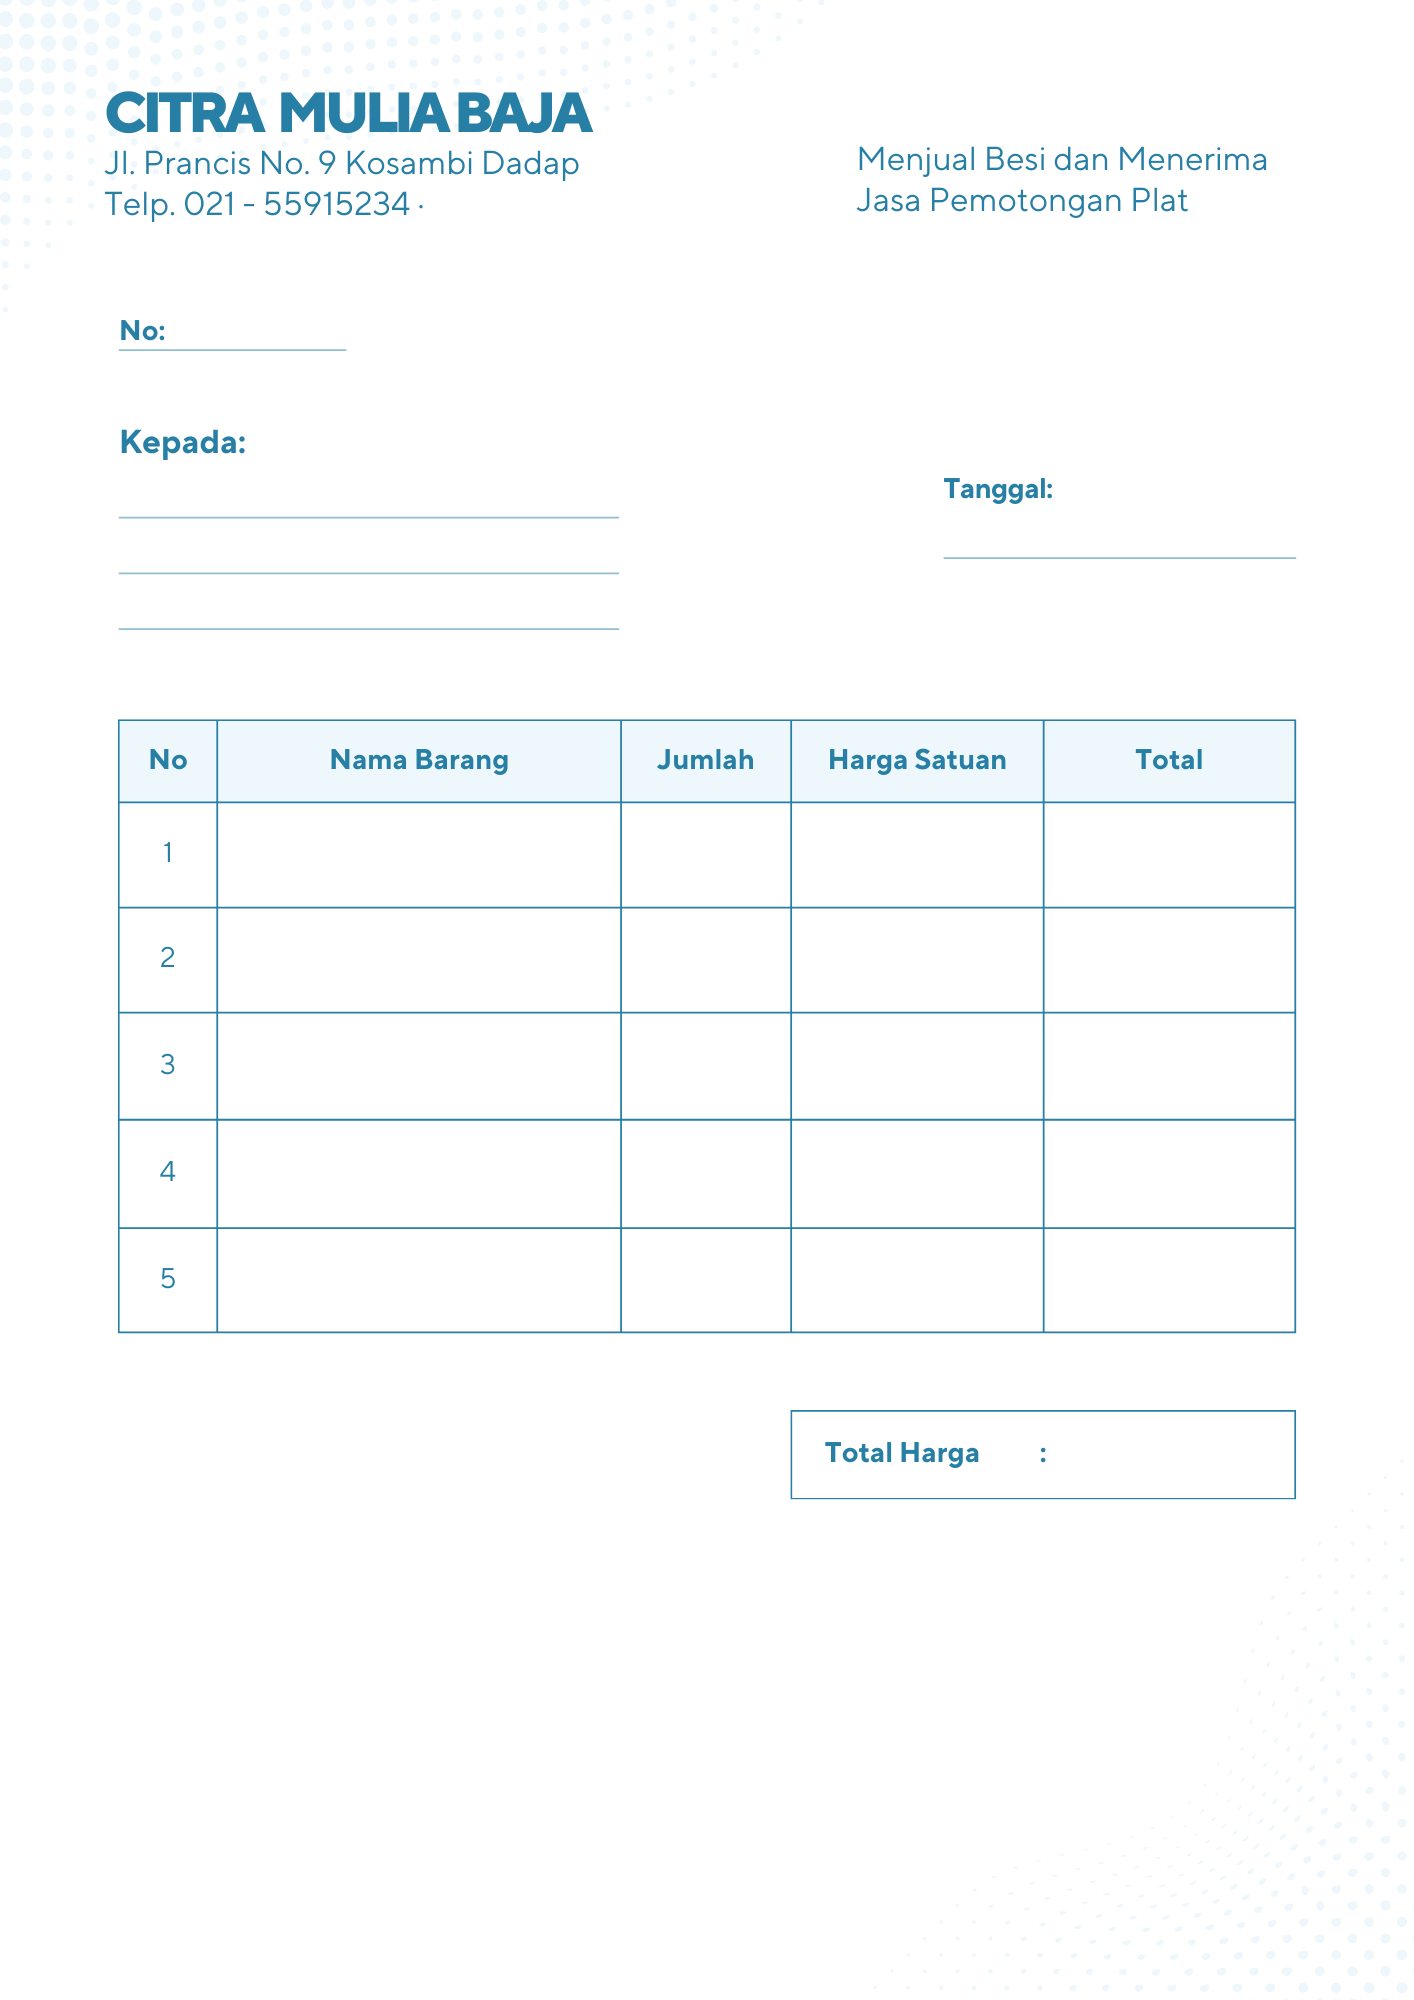 CITRA MULIA BAJA
Jl. Prancis No. 9 Kosambi Dadap
Telp. 021 - 55915234 ·
Menjual Besi dan Menerima
Jasa Pemotongan Plat
No:
Kepada:
Tanggal:
No Nama Barang Jumlah Harga Satuan Total
1
2
3
4
5
Total Harga :